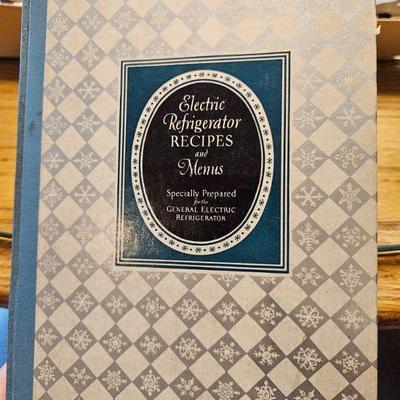 Electric
Refrigerator
RECIPES
and
Menus
Specially Prepared
for the
GENERAL ELECTRIC
REFRIGERATOR